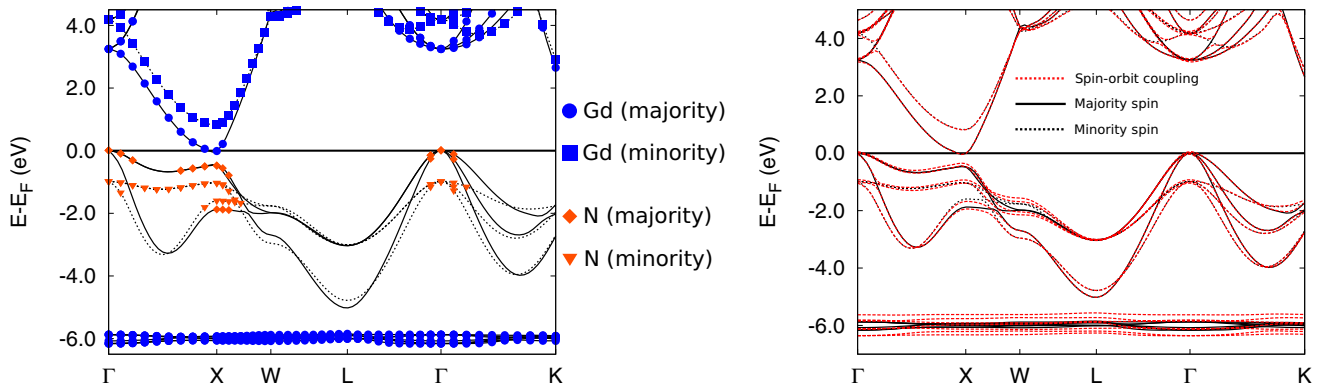 4.0
2.0
0.0
-2.0
-4.0
-6.0
E-E_F (eV)
Γ X W L Γ K
Gd (majority)
Gd (minority)
N (majority)
N (minority)
4.0
2.0
0.0
-2.0
-4.0
-6.0
E-E_F (eV)
Spin-orbit coupling
Majority spin
Minority spin
Γ X W L Γ K